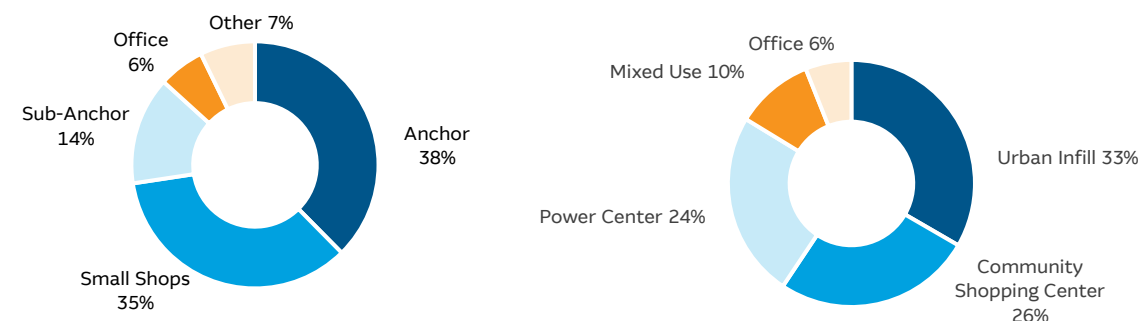 Other 7%
Office
6%
Sub-Anchor
14%
Anchor
38%
Small Shops
35%
Office 6%
Mixed Use 10%
Urban Infill 33%
Power Center 24%
Community
Shopping Center
26%